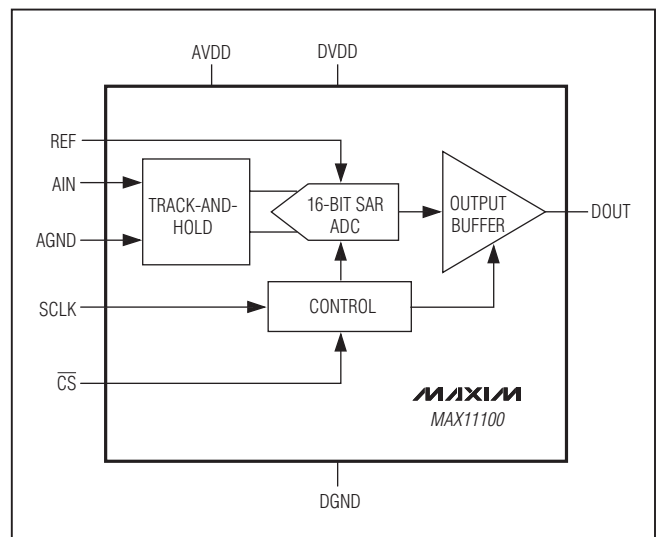 AVDD
DVDD
REF
AIN
AGND
TRACK-AND-
HOLD
16-BIT SAR
ADC
OUTPUT
BUFFER
DOUT
SCLK
CONTROL
CS
MAXIM
MAX11100
DGND